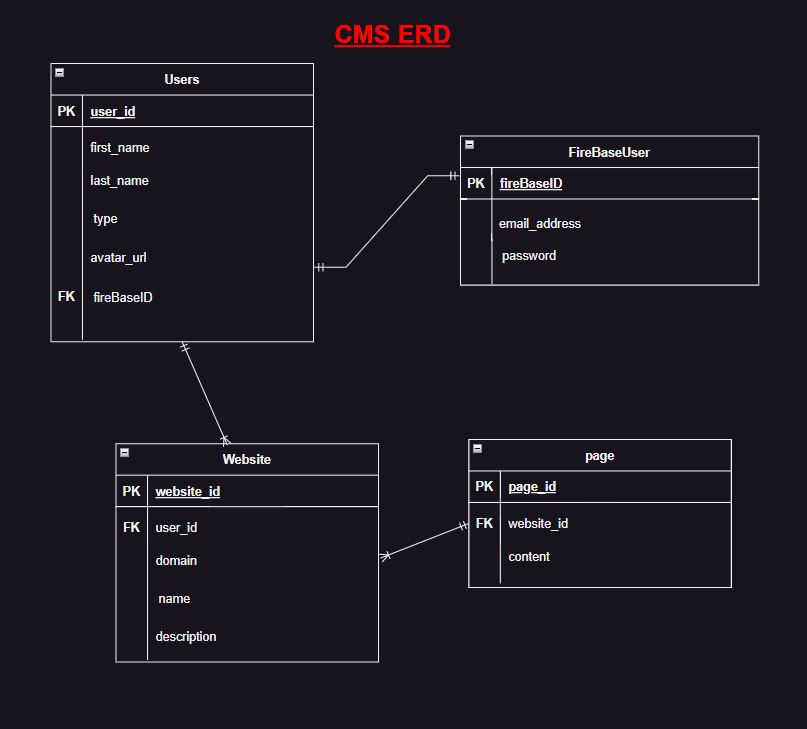 CMS ERD
Users
PK user_id
first_name
last_name
type
avatar_url
FK fireBaseID
FireBaseUser
PK fireBaseID
email_address
password
Website
PK website_id
FK user_id
domain
name
description
page
PK page_id
FK website_id
content